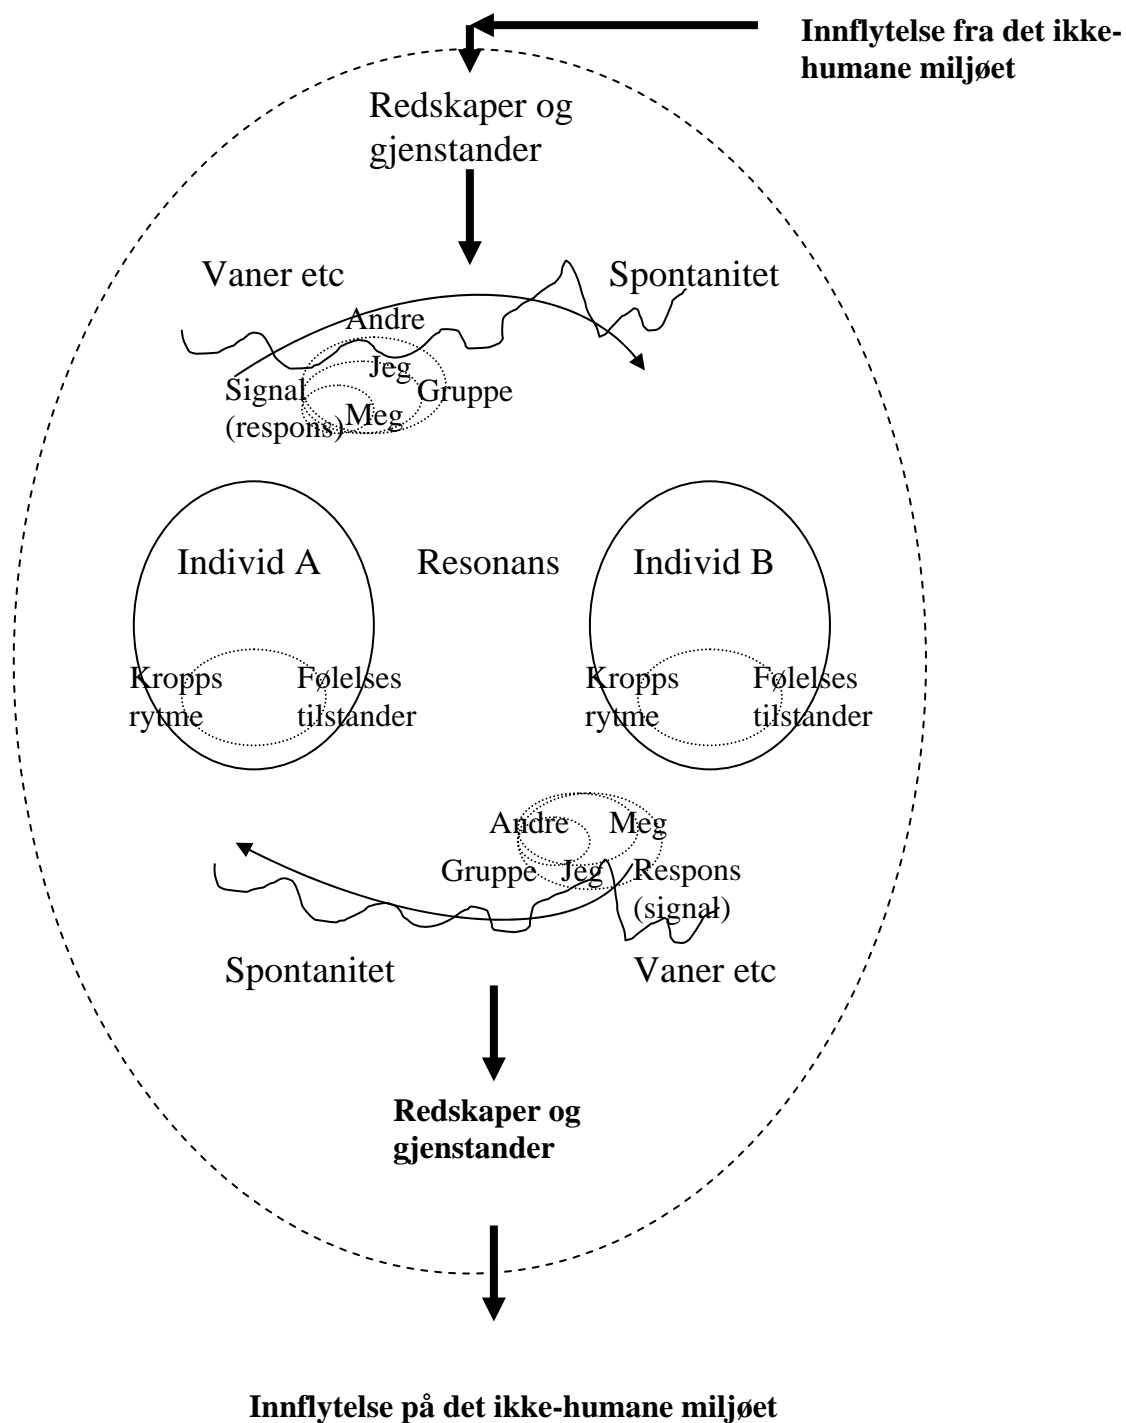 Innflytelse fra det ikke-
humane miljøet
Redskaper og
gjenstander
Vaner etc
Spontanitet
Andre
Jeg
Signal
Gruppe
(respons)
Meg
Individ A
Resonans
Individ B
Kropps
rytme
Følelses
tilstander
Kropps
rytme
Følelses
tilstander
Andre
Meg
Gruppe
Jeg
Respons
(signal)
Spontanitet
Vaner etc
Redskaper og
gjenstander
Innflytelse på det ikke-humane miljøet